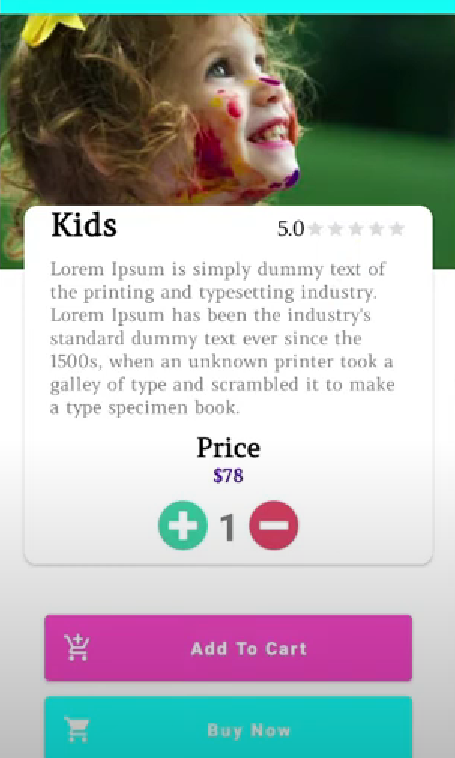 Kids
5.0
Lorem Ipsum is simply dummy text of
the printing and typesetting industry.
Lorem Ipsum has been the industry's
standard dummy text ever since the
1500s, when an unknown printer took a
galley of type and scrambled it to make
a type specimen book.
Price
$78
1
Add To Cart
Buy Now